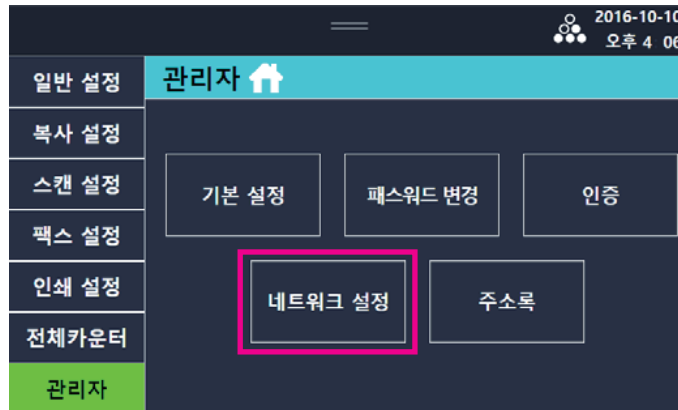 2016-10-10
오후 4 06
일반 설정
복사 설정
스캔 설정
팩스 설정
인쇄 설정
전체카운터
관리자
관리자
기본 설정
패스워드 변경
인증
네트워크 설정
주소록